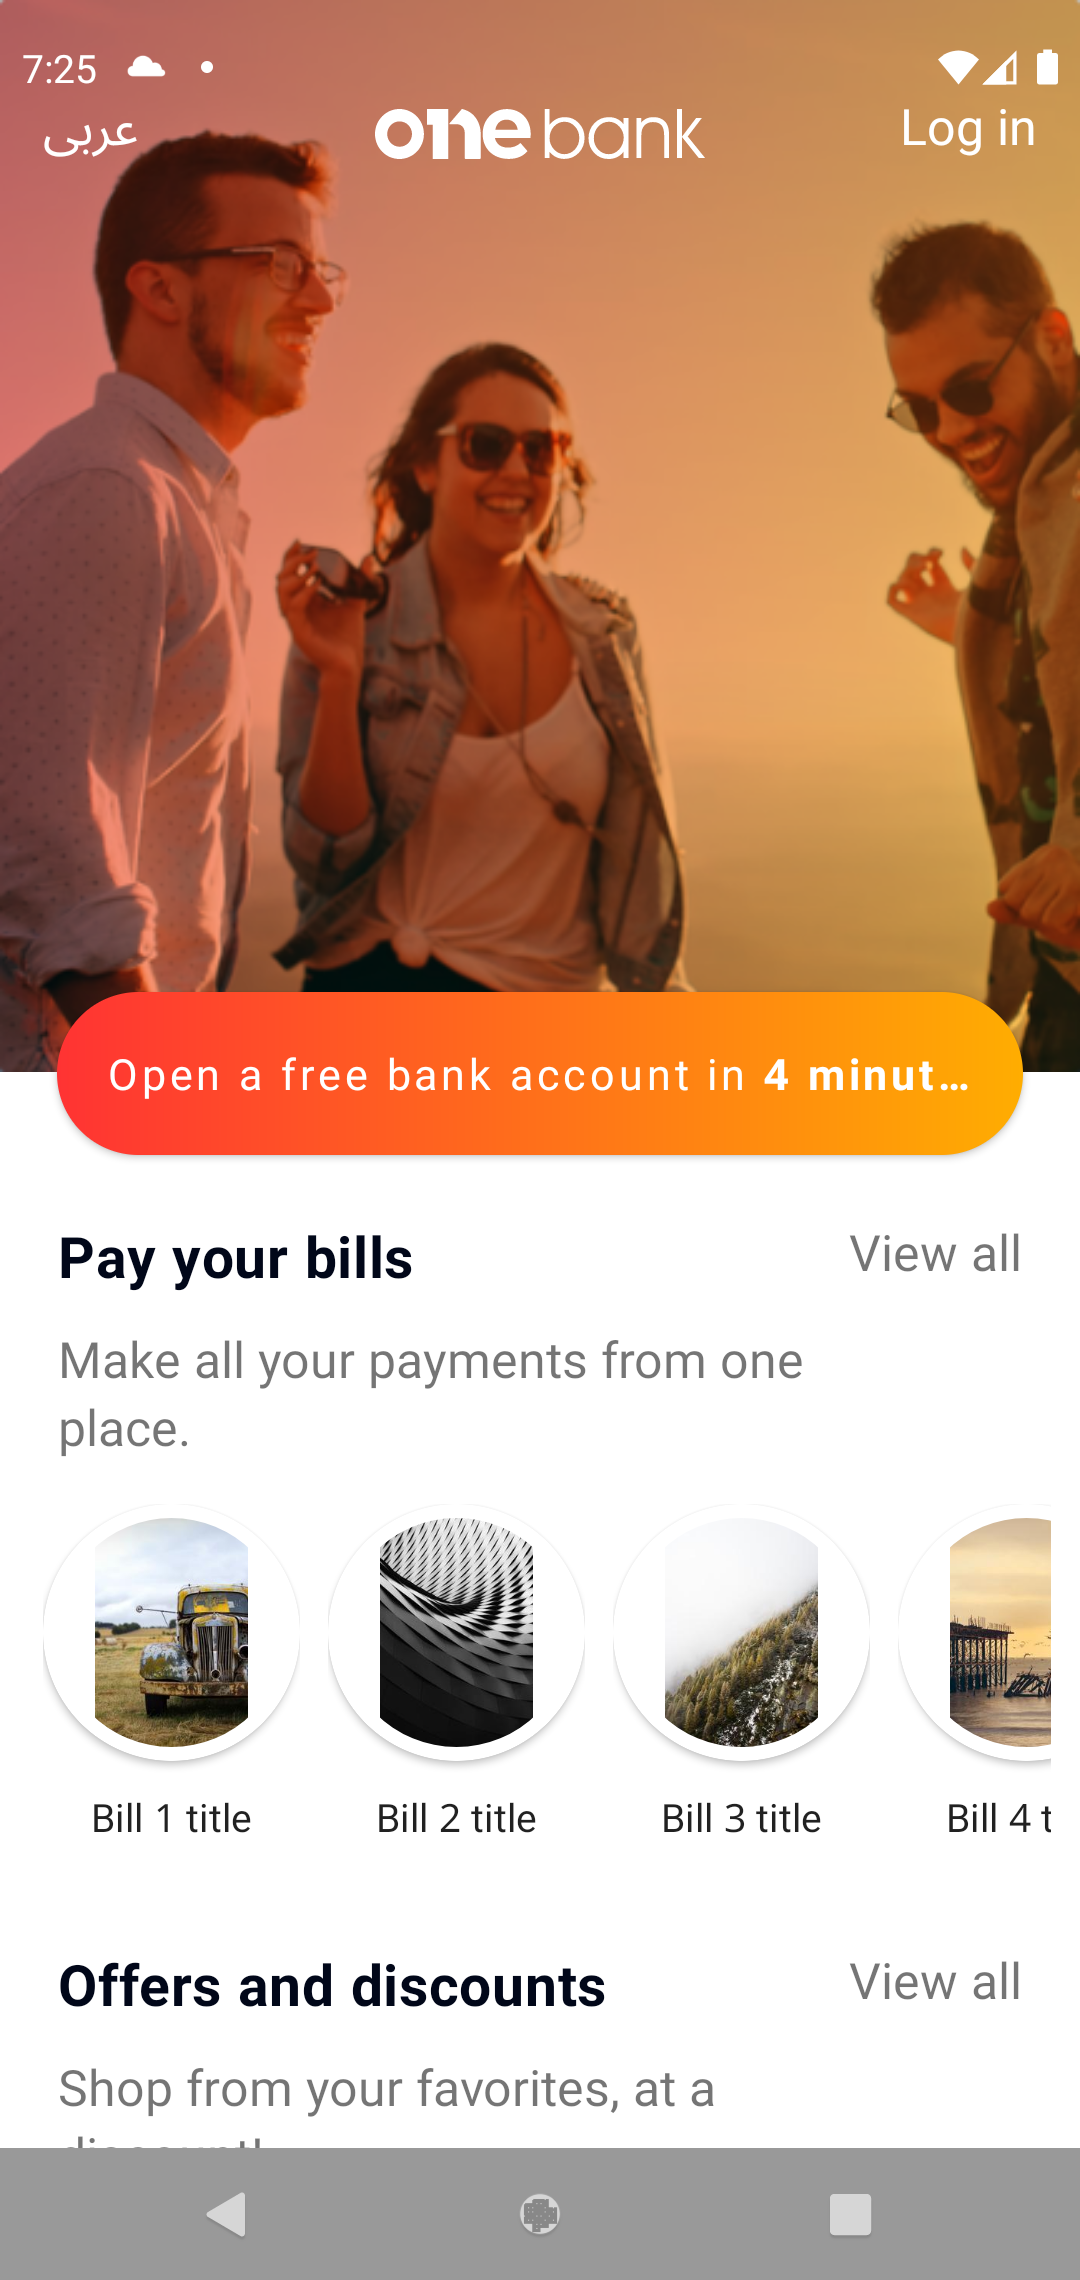 7:25
عربى
one bank
Log in
Open a free bank account in 4 minut...
Pay your bills
View all
Make all your payments from one
place.
Bill 1 title
Bill 2 title
Bill 3 title
Bill 4 t
Offers and discounts
View all
Shop from your favorites, at a